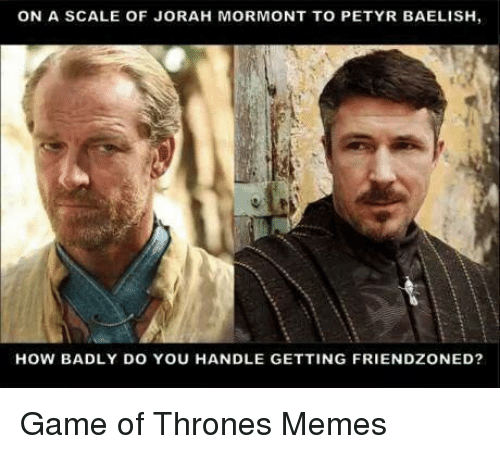 ON A SCALE OF JORAH MORMONT TO PETYR BAELISH,
HOW BADLY DO YOU HANDLE GETTING FRIENDZONED?
Game of Thrones Memes